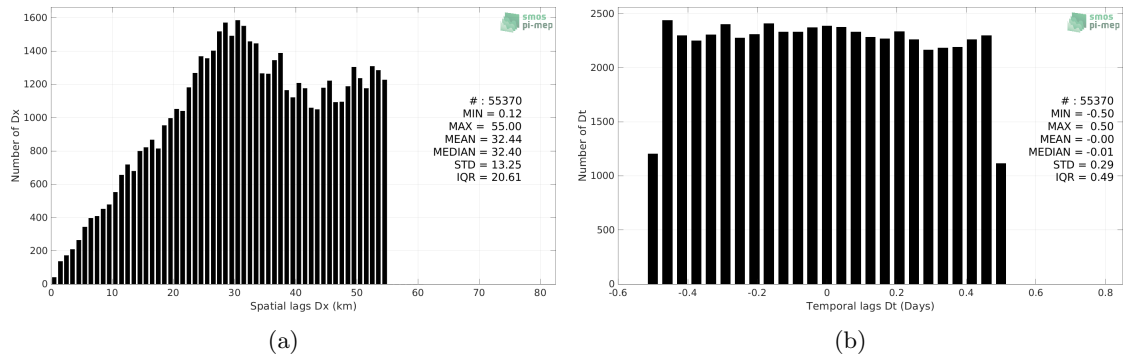 1600
1400
1200
1000
800
600
400
200
0
Number of Dx
smos
pi-mep
# : 55370
MIN = 0.12
MAX = 55.00
MEAN = 32.44
MEDIAN = 32.40
STD = 13.25
IQR = 20.61
0 10 20 30 40 50 60 70 80
Spatial lags Dx (km)
(a)
2500
2000
1500
1000
500
0
Number of Dt
smos
pi-mep
# : 55370
MIN = -0.50
MAX = 0.50
MEAN = -0.00
MEDIAN = -0.01
STD = 0.29
IQR = 0.49
-0.6 -0.4 -0.2 0 0.2 0.4 0.6 0.8
Temporal lags Dt (Days)
(b)